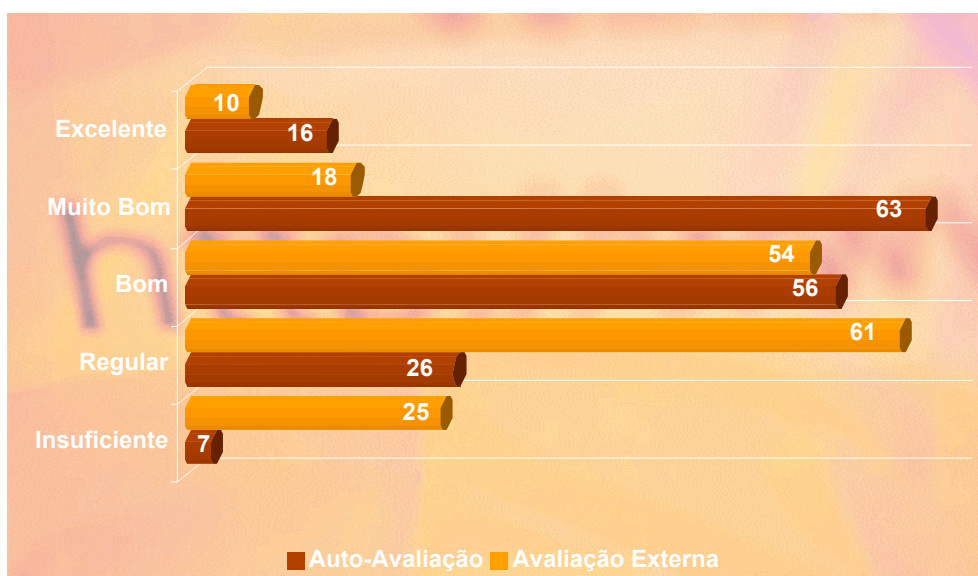 10
Excelente
16
18
Muito Bom
63
54
Bom
56
61
Regular
26
25
Insuficiente
7
Auto-Avaliação Avaliação Externa